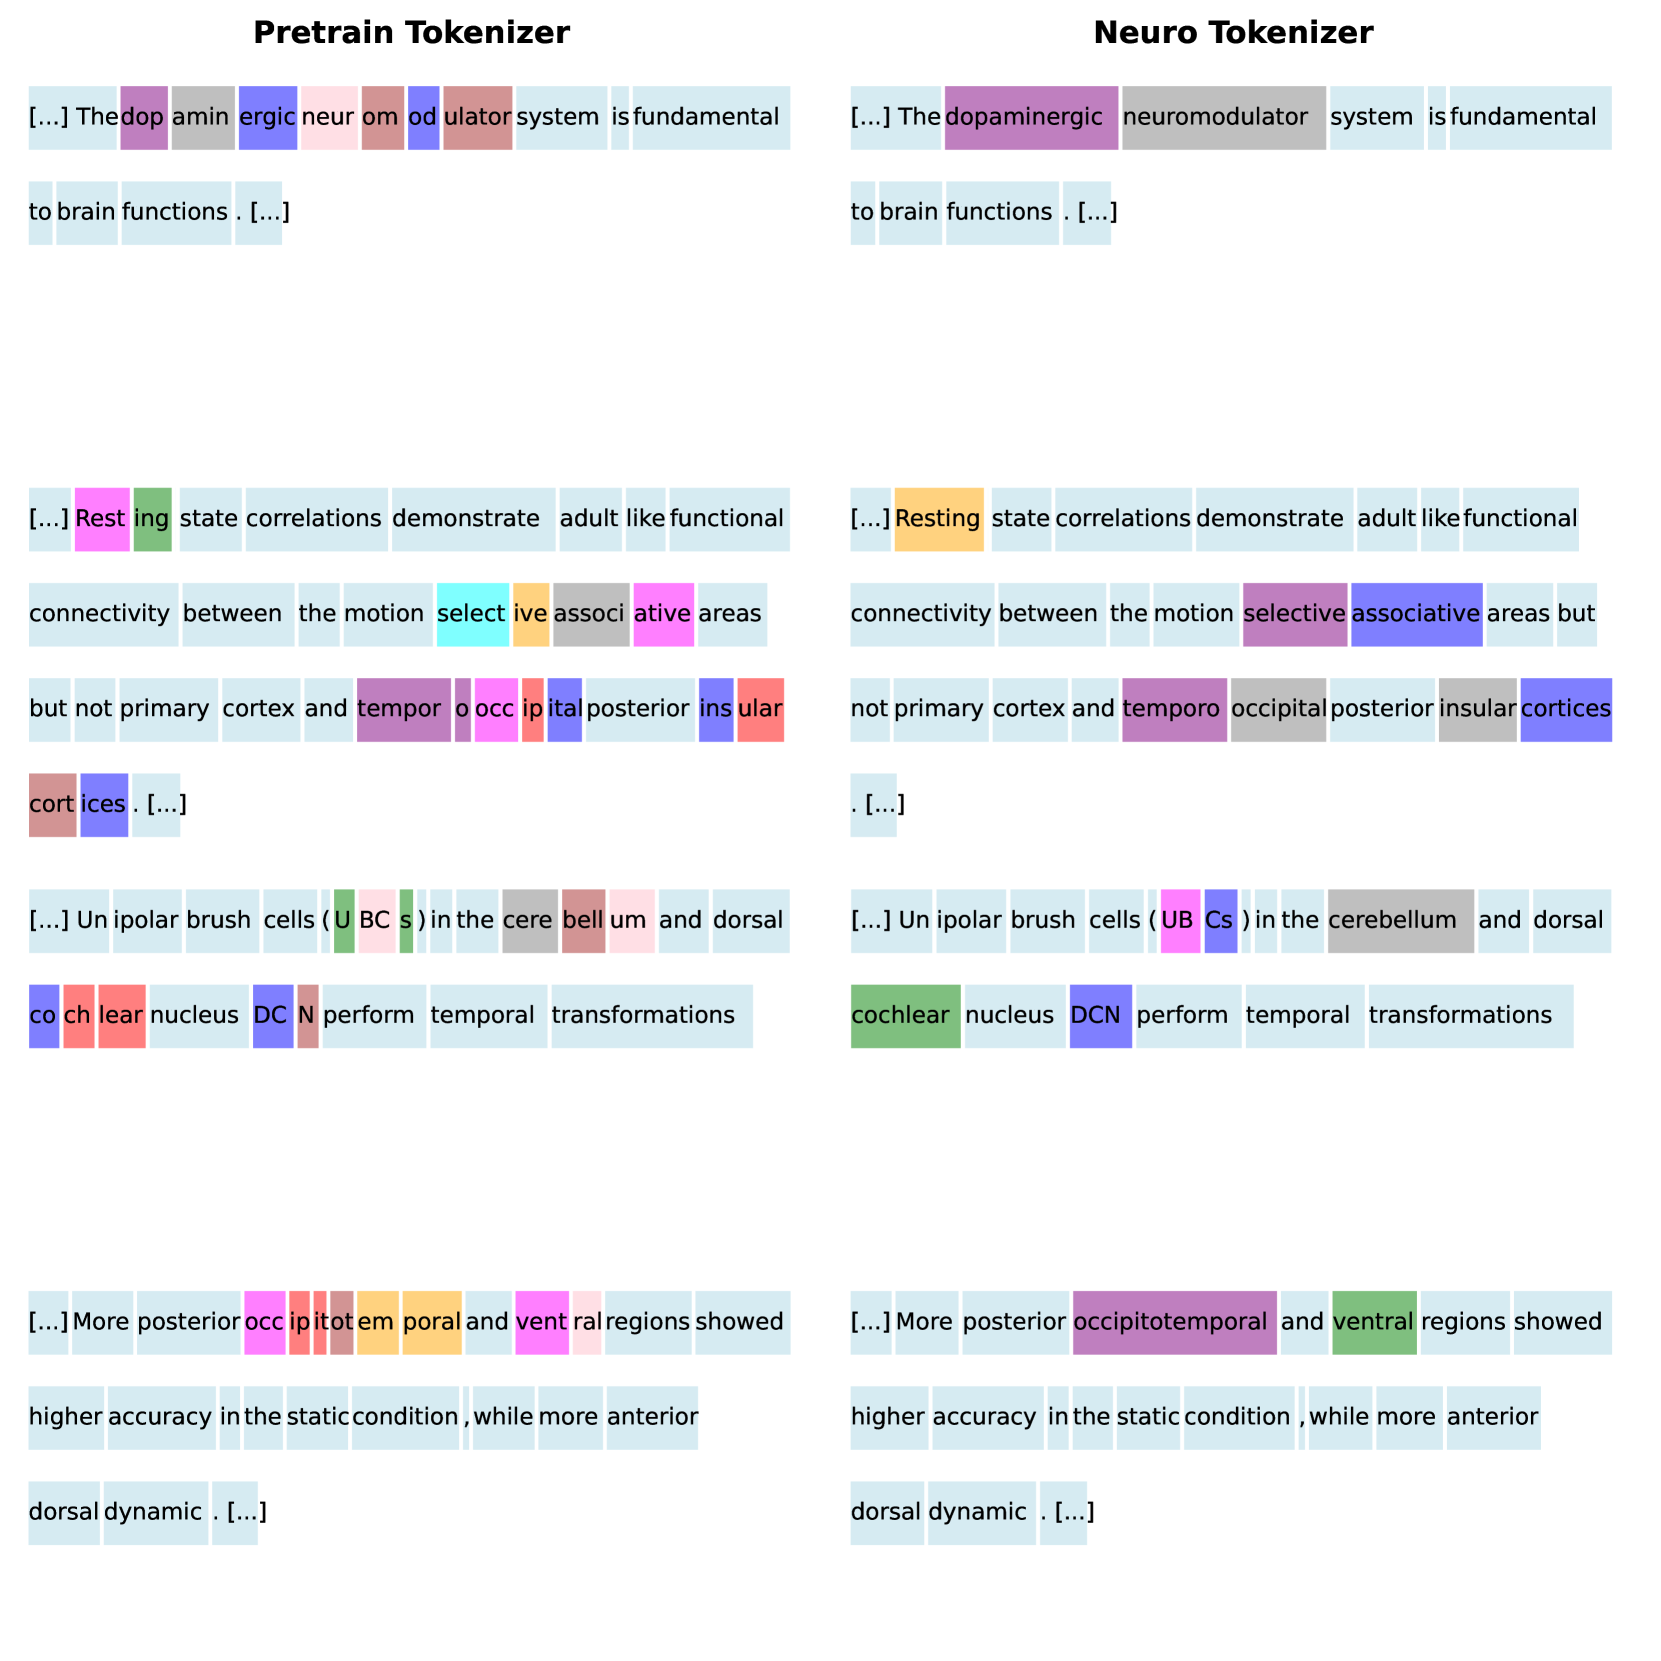 Pretrain Tokenizer
[...] The dop amin ergic neur om od ulator system is fundamental
to brain functions . [...]
[...] Rest ing state correlations demonstrate adult like functional
connectivity between the motion select ive associ ative areas
but not primary cortex and tempor o occ ip ital posterior ins ular
cort ices . [...]
[...] Un ipolar brush cells ( U BC s ) in the cere bell um and dorsal
co ch lear nucleus DC N perform temporal transformations
[...] More posterior occ ip it ot em poral and vent ral regions showed
higher accuracy in the static condition , while more anterior
dorsal dynamic . [...]
Neuro Tokenizer
[...] The dopaminergic neuromodulator system is fundamental
to brain functions . [...]
[...] Resting state correlations demonstrate adult like functional
connectivity between the motion selective associative areas but
not primary cortex and temporo occipital posterior insular cortices
. [...]
[...] Un ipolar brush cells ( UB Cs ) in the cerebellum and dorsal
cochlear nucleus DCN perform temporal transformations
[...] More posterior occipitotemporal and ventral regions showed
higher accuracy in the static condition , while more anterior
dorsal dynamic . [...]